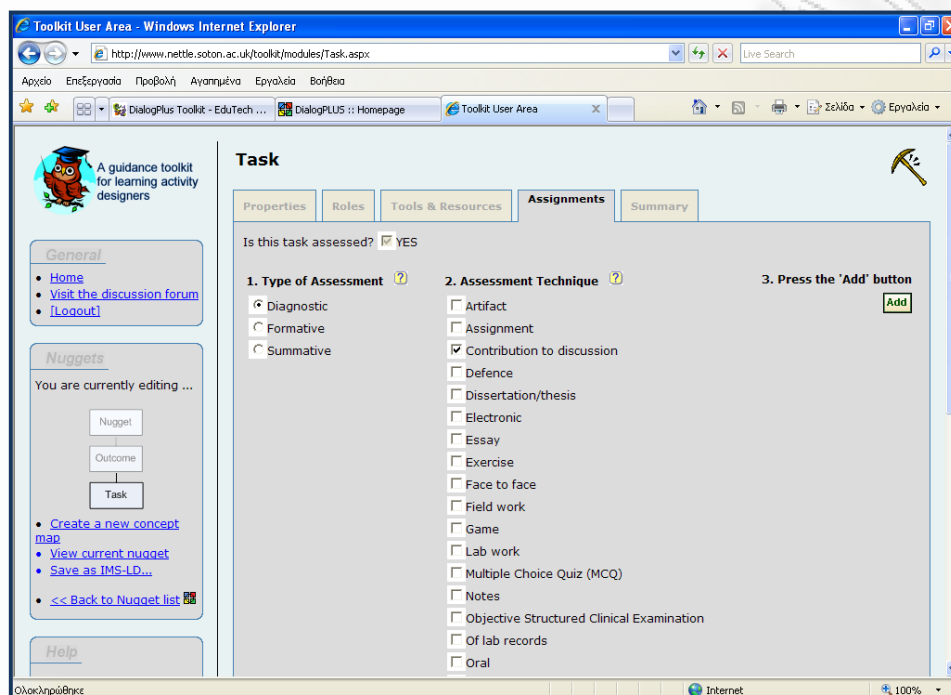 Toolkit User Area - Windows Internet Explorer
http://www.nettle.soton.ac.uk/toolkit/modules/Task.aspx
Live Search
Αρχείο Επεξεργασία Προβολή Αγαπημένα Εργαλεία Βοήθεια
DialogPlus Toolkit - EduTech ... DialogPLUS :: Homepage Toolkit User Area Σελίδα Εργαλεία
A guidance toolkit
for learning activity
designers
General
Home
Visit the discussion forum
[Logout]
Nuggets
You are currently editing ...
Nugget
Outcome
Task
Create a new concept
map
View current nugget
Save as IMS-LD...
<< Back to Nugget list
Help
Task
Properties Roles Tools & Resources Assignments Summary
Is this task assessed? YES
1. Type of Assessment
Diagnostic
Formative
Summative
2. Assessment Technique
Artifact
Assignment
Contribution to discussion
Defence
Dissertation/thesis
Electronic
Essay
Exercise
Face to face
Field work
Game
Lab work
Multiple Choice Quiz (MCQ)
Notes
Objective Structured Clinical Examination
Of lab records
Oral
3. Press the 'Add' button
Add
Ολοκληρώθηκε Internet 100%